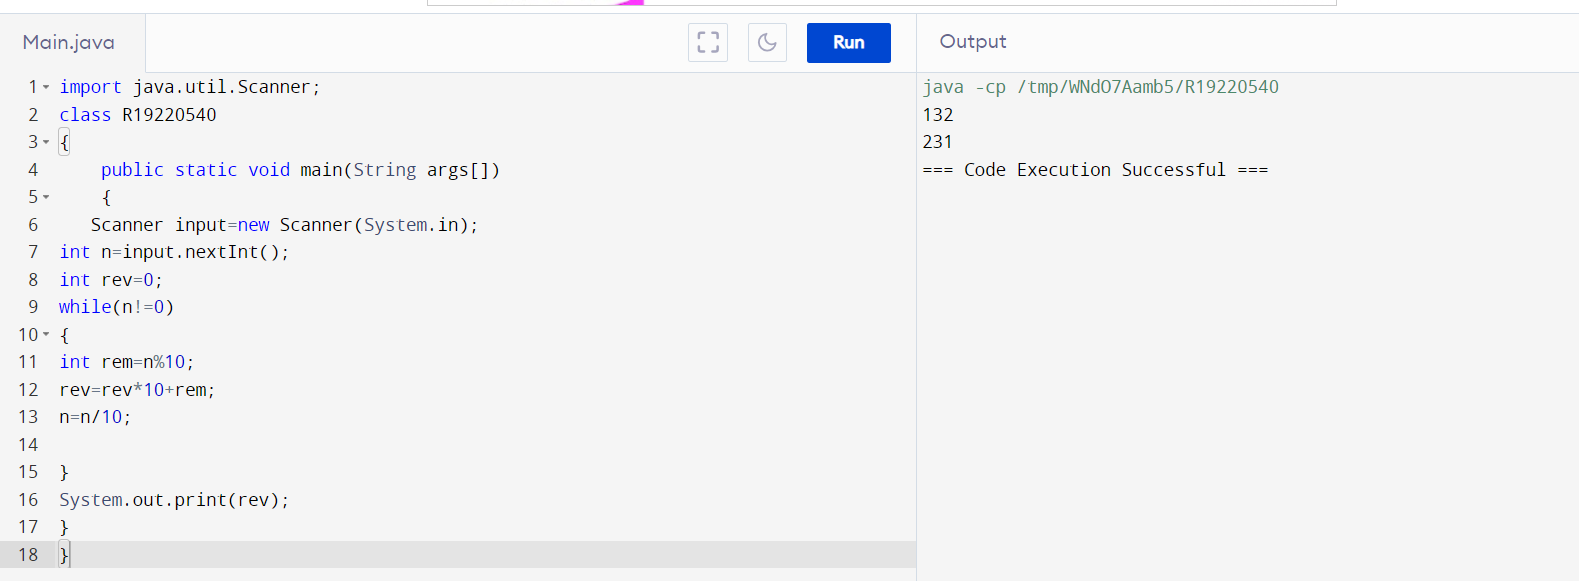 Main.java
Run
Output
1 import java.util.Scanner;
2 class R19220540
3 {
4     public static void main(String args[])
5     {
6    Scanner input=new Scanner(System.in);
7 int n=input.nextInt();
8 int rev=0;
9 while(n!=0)
10 {
11 int rem=n%10;
12 rev=rev*10+rem;
13 n=n/10;
14
15 }
16 System.out.print(rev);
17 }
18 }
java -cp /tmp/WNdO7Aamb5/R19220540
132
231
=== Code Execution Successful ===